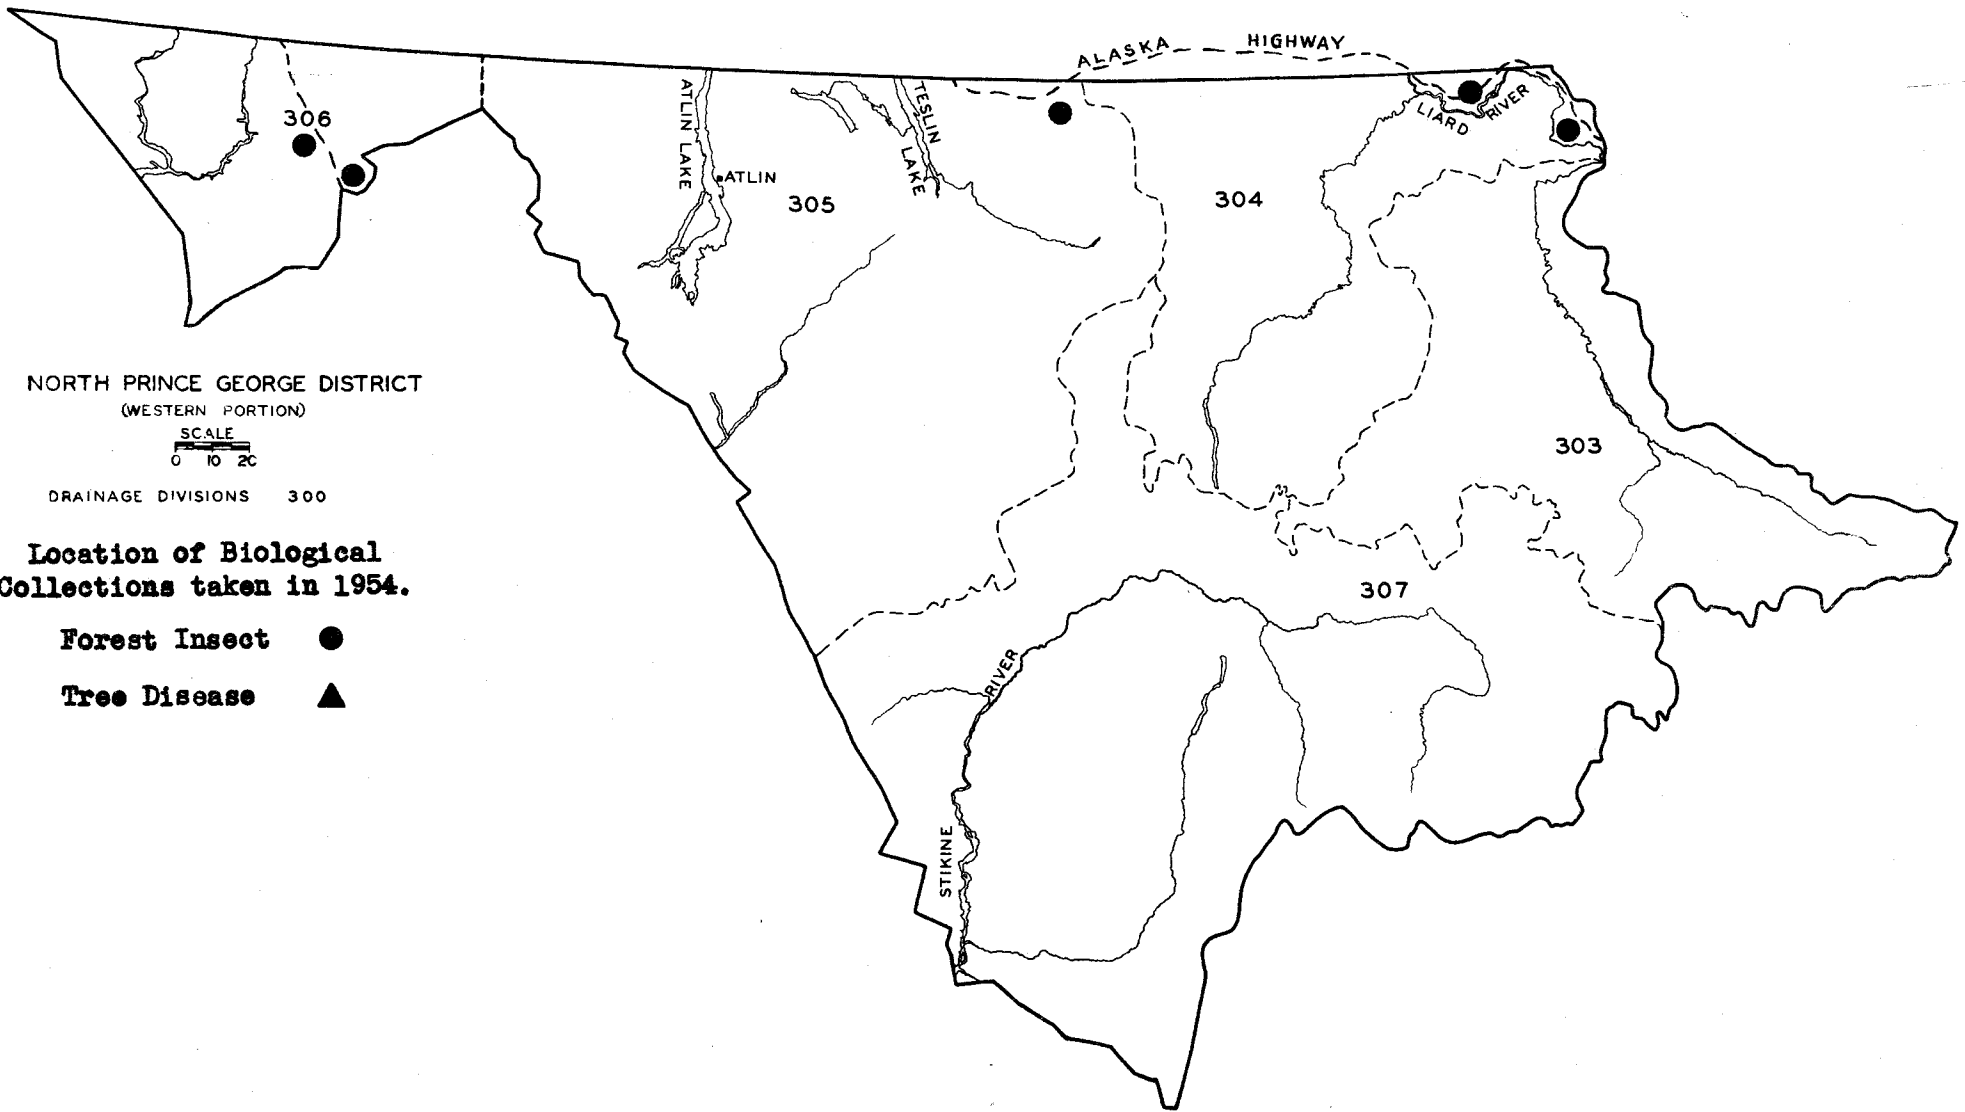 ALASKA HIGHWAY
LIARD RIVER
ATLIN LAKE
TESLIN LAKE
306
ATLIN
305
304
NORTH PRINCE GEORGE DISTRICT
(WESTERN PORTION)
SCALE
0 10 20
DRAINAGE DIVISIONS 300
303
Location of Biological
Collections taken in 1954.
307
Forest Insect
Tree Disease
STIKINE RIVER